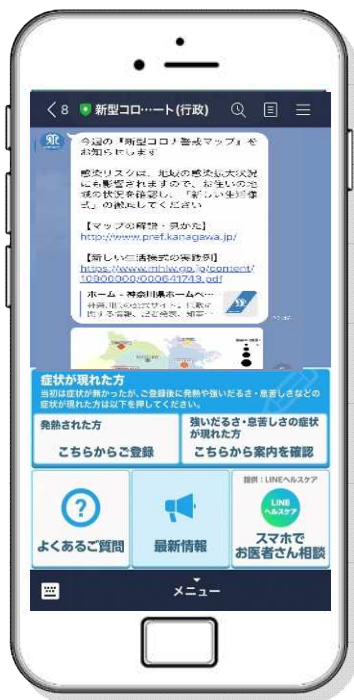 8 新型コロ…ート(行政)
今週の『新型コロナ警戒マップ』を
お知らせします
感染リスクは、地域の感染拡大状況
にも影響されますので、お住いの地
域の状況を確認し、「新しい生活様
式」の徹底してください
【マップの解説・見かた】
http://www.pref.kanagawa.jp/
【新しい生活様式の実践例】
https://www.mhlw.go.jp/content/
10900000/000641743.pdf
ホーム - 神奈川県ホームペ…
症状が現れた方
当初は症状が無かったが、ご登録後に発熱や強いだるさ・息苦しさなどの
症状が現れた方は以下を押してください。
発熱された方
こちらからご登録
強いだるさ・息苦しさの症状
が現れた方
こちらから案内を確認
よくあるご質問
最新情報
提供：LINEヘルスケア
LINE
ヘルスケア
スマホで
お医者さん相談
メニュー